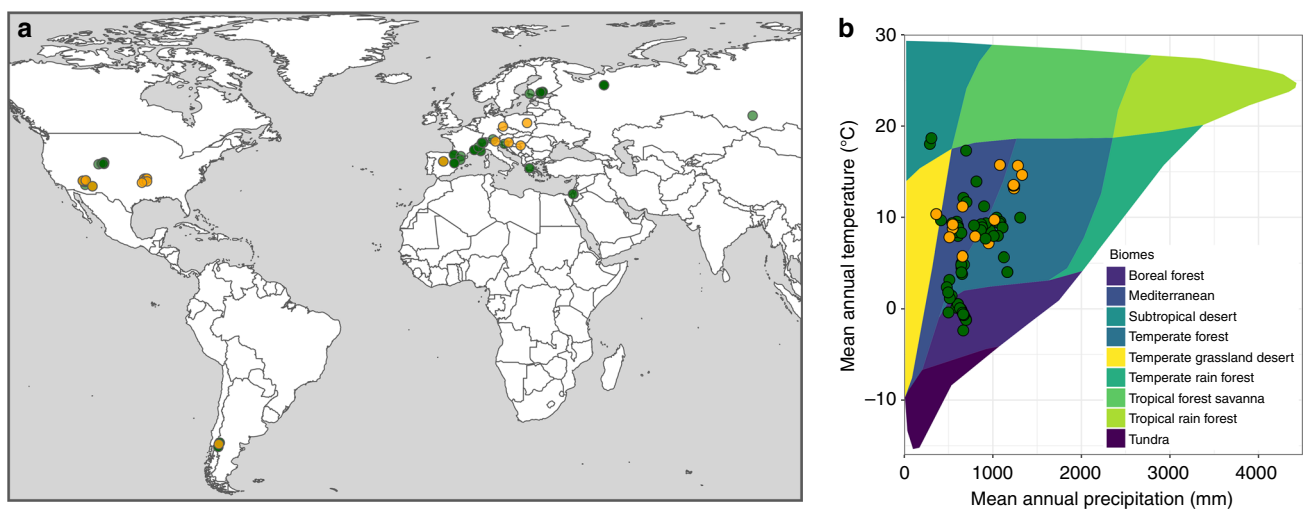 a
b
Mean annual temperature (°C)
30
20
10
0
−10
Biomes
Boreal forest
Mediterranean
Subtropical desert
Temperate forest
Temperate grassland desert
Temperate rain forest
Tropical forest savanna
Tropical rain forest
Tundra
0 1000 2000 3000 4000
Mean annual precipitation (mm)